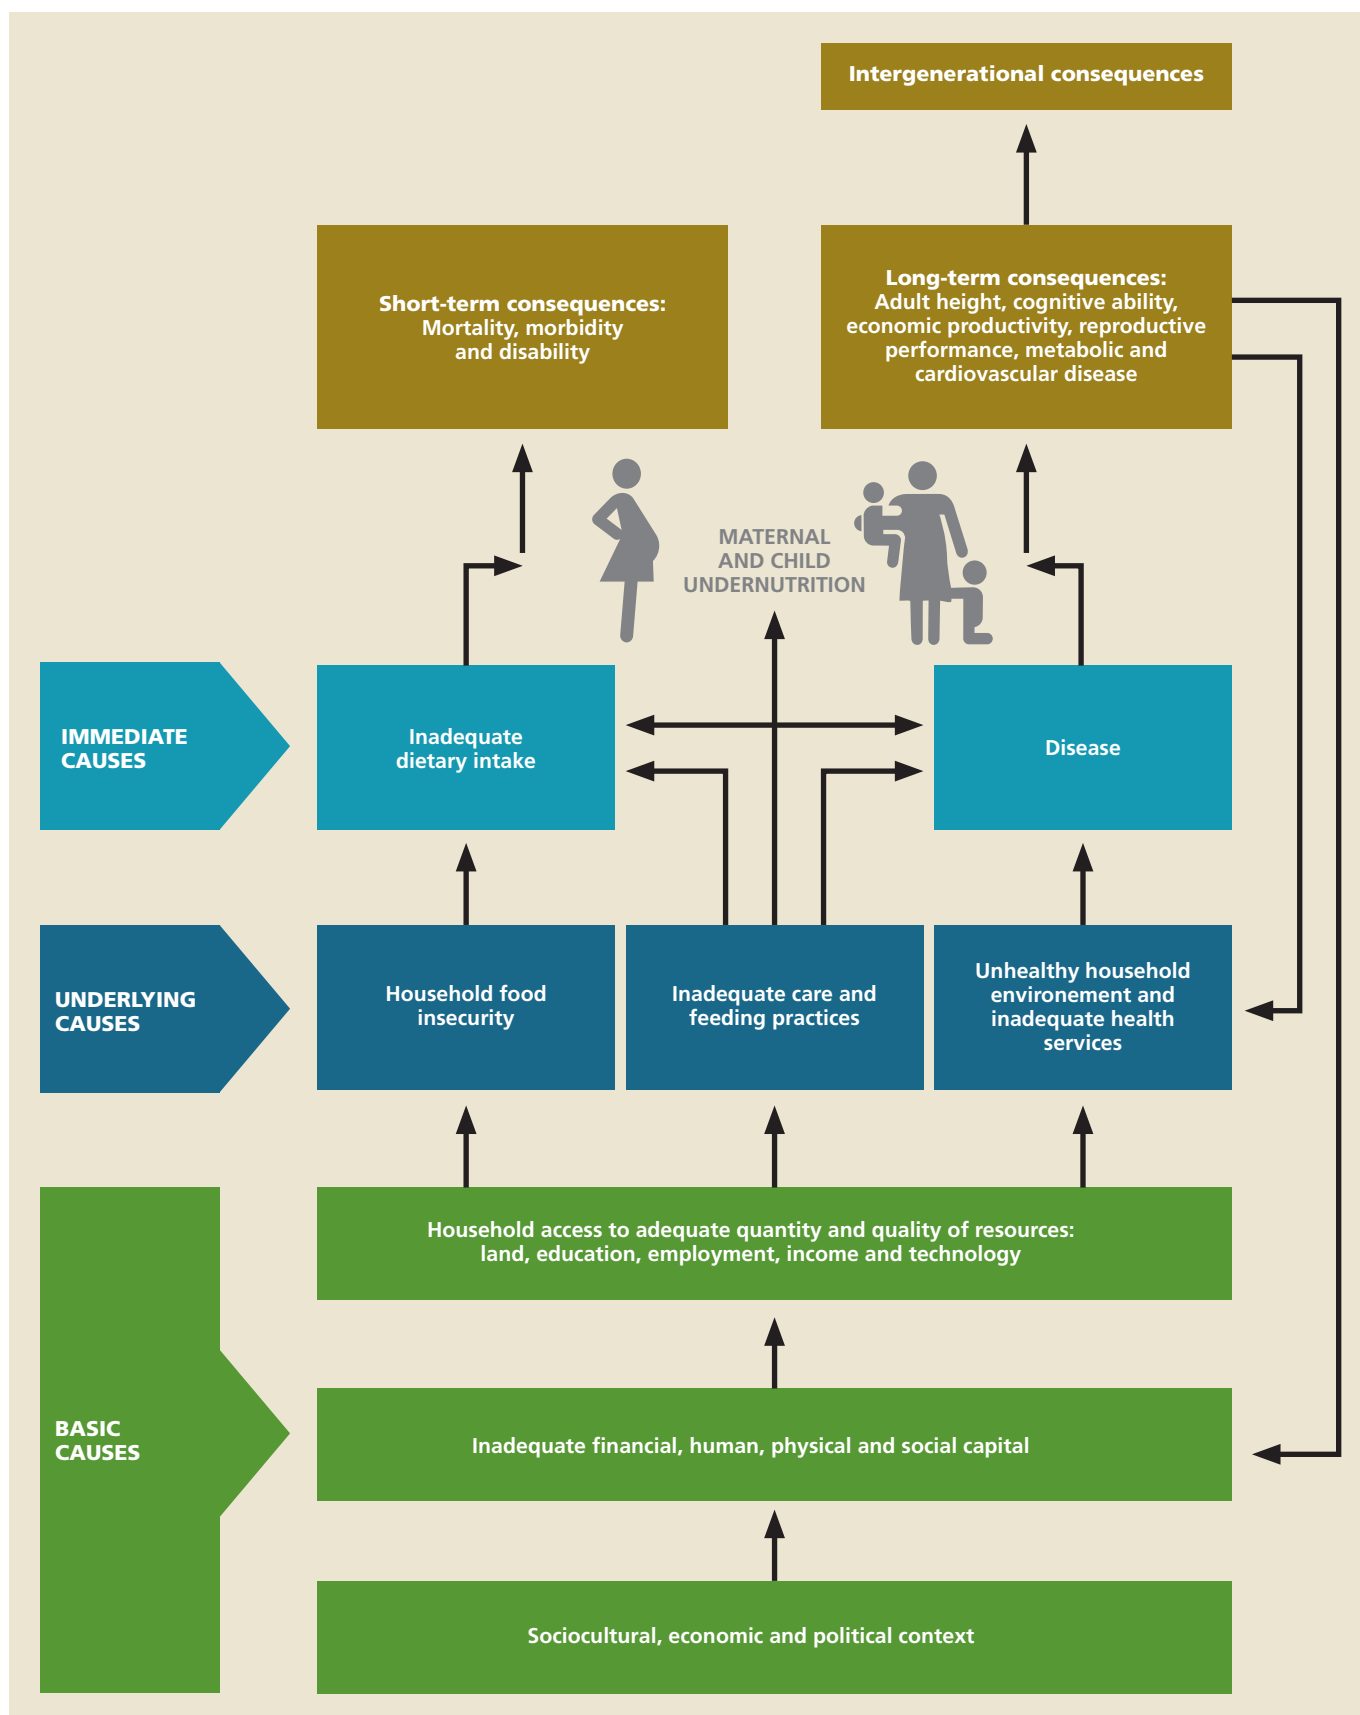 Intergenerational consequences
Short-term consequences:
Mortality, morbidity
and disability
Long-term consequences:
Adult height, cognitive ability,
economic productivity, reproductive
performance, metabolic and
cardiovascular disease
MATERNAL
AND CHILD
UNDERNUTRITION
IMMEDIATE
CAUSES
Inadequate
dietary intake
Disease
UNDERLYING
CAUSES
Household food
insecurity
Inadequate care and
feeding practices
Unhealthy household
environement and
inadequate health
services
BASIC
CAUSES
Household access to adequate quantity and quality of resources:
land, education, employment, income and technology
Inadequate financial, human, physical and social capital
Sociocultural, economic and political context